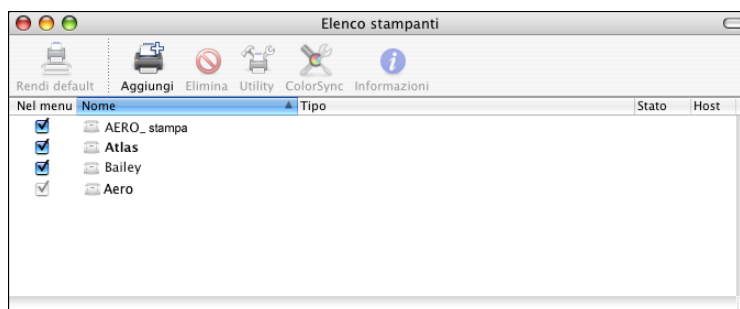 Elenco stampanti
Rendi default Aggiungi Elimina Utility ColorSync Informazioni
Nel menu Nome Tipo Stato Host
AERO_ stampa
Atlas
Bailey
Aero